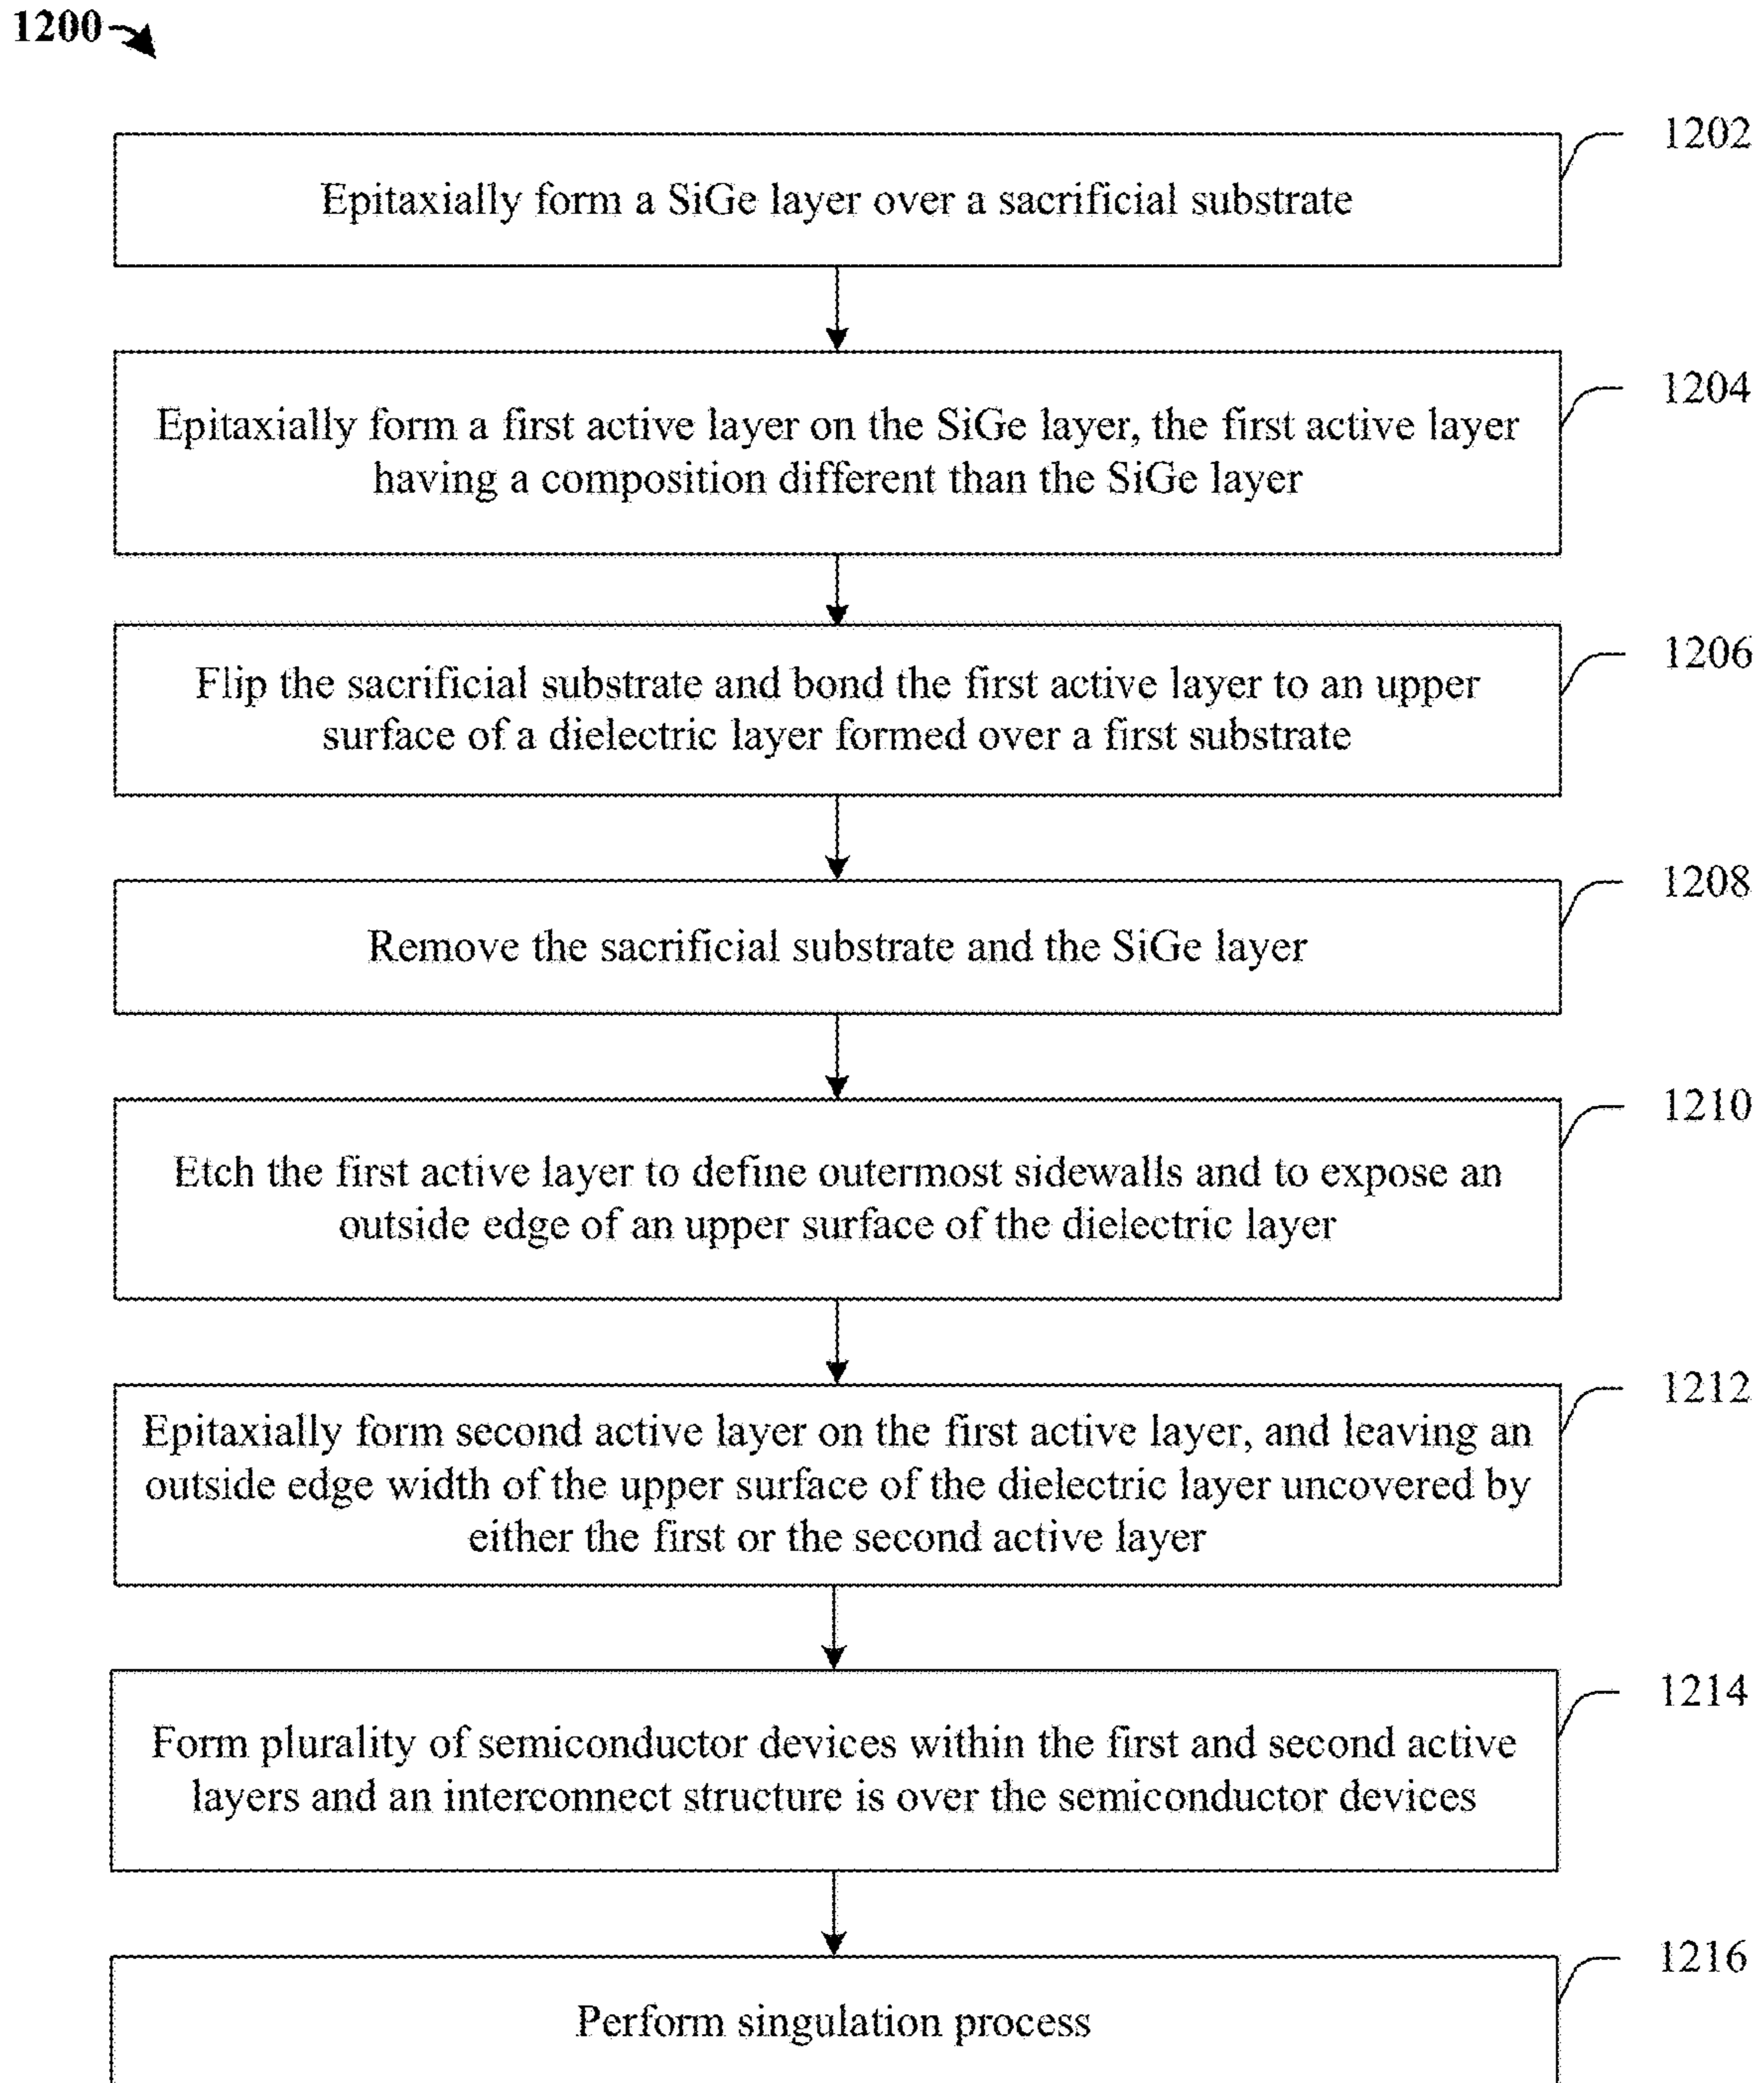 1200
1202
Epitaxially form a SiGe layer over a sacrificial substrate
1204
Epitaxially form a first active layer on the SiGe layer, the first active layer
having a composition different than the SiGe layer
1206
Flip the sacrificial substrate and bond the first active layer to an upper
surface of a dielectric layer formed over a first substrate
1208
Remove the sacrificial substrate and the SiGe layer
1210
Etch the first active layer to define outermost sidewalls and to expose an
outside edge of an upper surface of the dielectric layer
1212
Epitaxially form second active layer on the first active layer, and leaving an
outside edge width of the upper surface of the dielectric layer uncovered by
either the first or the second active layer
1214
Form plurality of semiconductor devices within the first and second active
layers and an interconnect structure is over the semiconductor devices
1216
Perform singulation process